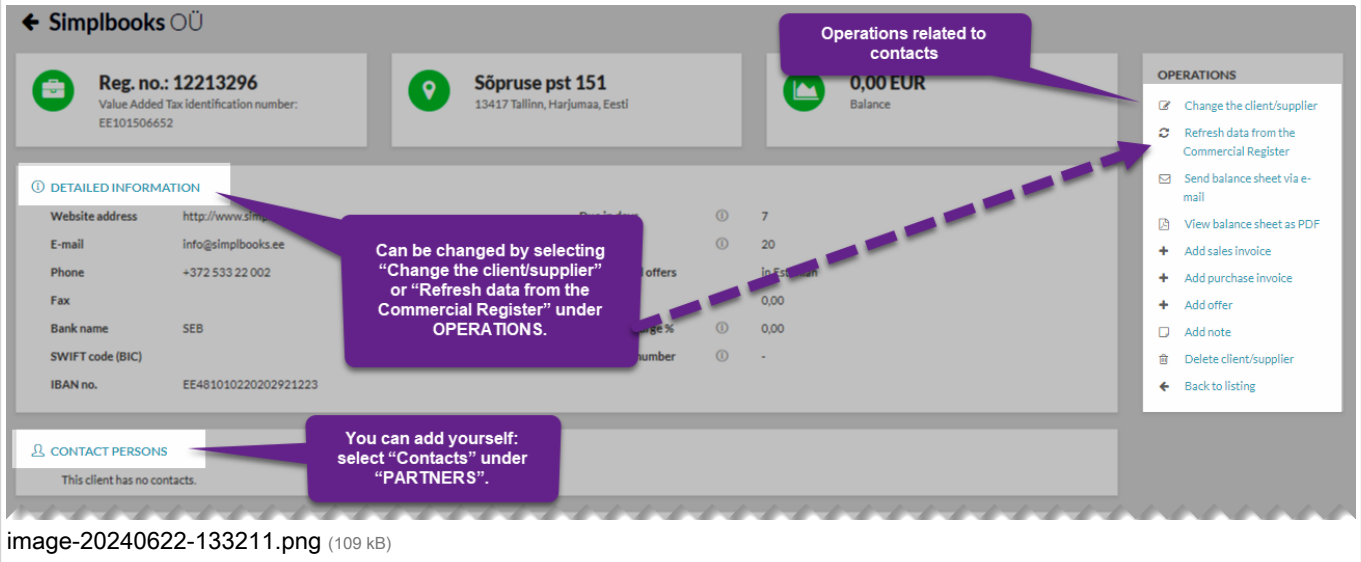 Simplbooks OÜ
Operations related to
contacts
Reg. no.: 12213296
Value Added Tax identification number:
EE101506652
Sõpruse pst 151
13417 Tallinn, Harjumaa, Eesti
0,00 EUR
Balance
OPERATIONS
Change the client/supplier
Refresh data from the
Commercial Register
Send balance sheet via e-
mail
View balance sheet as PDF
Add sales invoice
Add purchase invoice
Add offer
Add note
Delete client/supplier
Back to listing
DETAILED INFORMATION
Website address http://www.simp
E-mail info@simplbooks.ee
Phone +372 533 22 002
Fax
Bank name SEB
SWIFT code (BIC)
IBAN no. EE481010220202921223
7
20
offers in
0,00
% 0,00
number -
Can be changed by selecting
“Change the client/supplier”
or “Refresh data from the
Commercial Register” under
OPERATIONS.
CONTACT PERSONS
This client has no contacts.
You can add yourself:
select “Contacts” under
“PARTNERS”.
image-20240622-133211.png (109 kB)